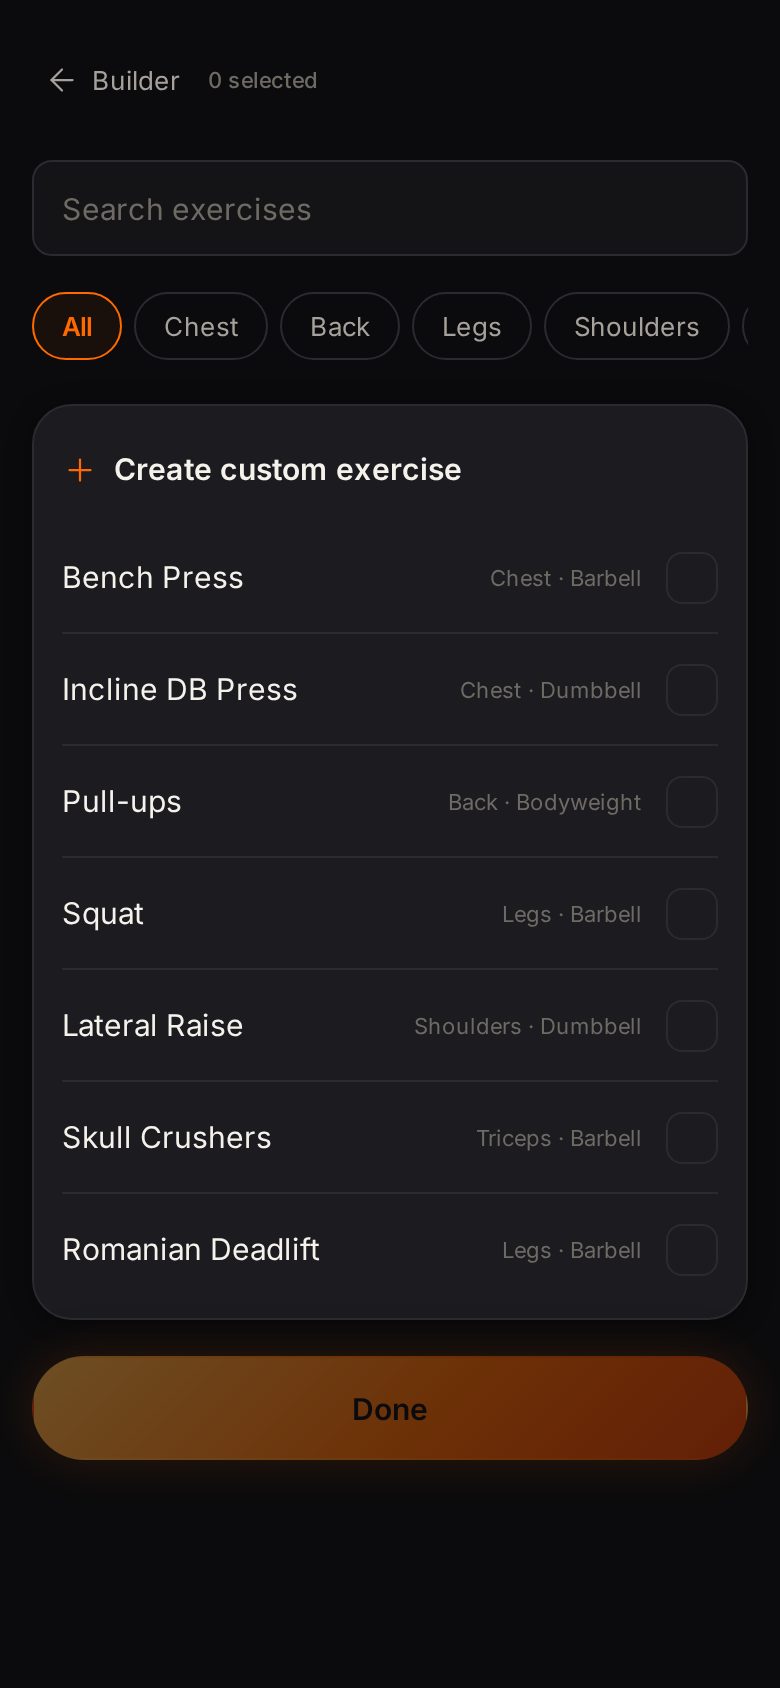 Builder 0 selected
Search exercises
All Chest Back Legs Shoulders
Create custom exercise
Bench Press Chest · Barbell
Incline DB Press Chest · Dumbbell
Pull-ups Back · Bodyweight
Squat Legs · Barbell
Lateral Raise Shoulders · Dumbbell
Skull Crushers Triceps · Barbell
Romanian Deadlift Legs · Barbell
Done